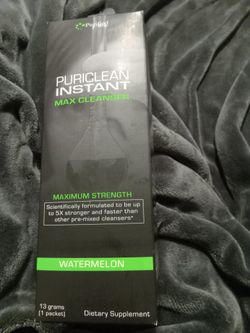 PURICLEAN
INSTANT
MAX CLEANSER
MAXIMUM STRENGTH
Scientifically formulated to be up
to 5X stronger and faster than
other pre-mixed cleansers*
WATERMELON
13 grams
(1 packet)
Dietary Supplement